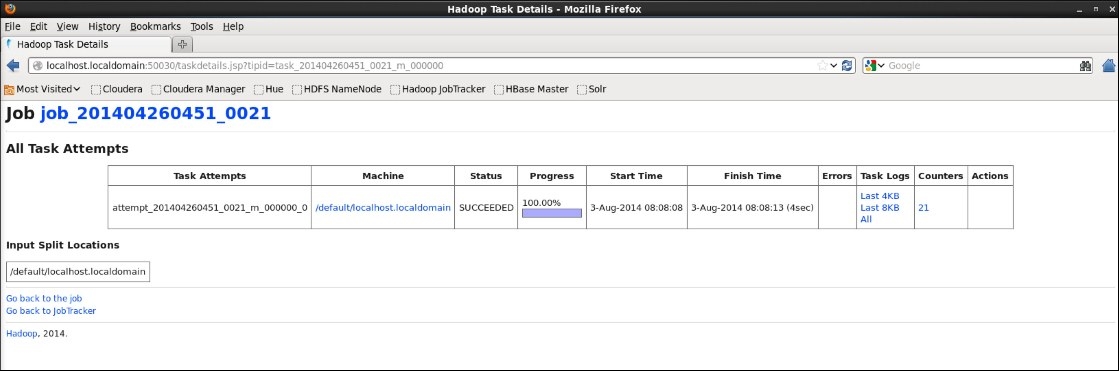 Hadoop Task Details - Mozilla Firefox
File Edit View History Bookmarks Tools Help
Hadoop Task Details
localhost.localdomain:50030/taskdetails.jsp?tipid=task_201404260451_0021_m_000000 Google
Most Visited Cloudera Cloudera Manager Hue HDFS NameNode Hadoop JobTracker HBase Master Solr
Job job_201404260451_0021
All Task Attempts
Task Attempts Machine Status Progress Start Time Finish Time Errors Task Logs Counters Actions
attempt_201404260451_0021_m_000000_0 /default/localhost.localdomain SUCCEEDED 100.00% 3-Aug-2014 08:08:08 3-Aug-2014 08:08:13 (4sec) Last 4KB 21
Last 8KB
All
Input Split Locations
/default/localhost.localdomain
Go back to the job
Go back to JobTracker
Hadoop, 2014.